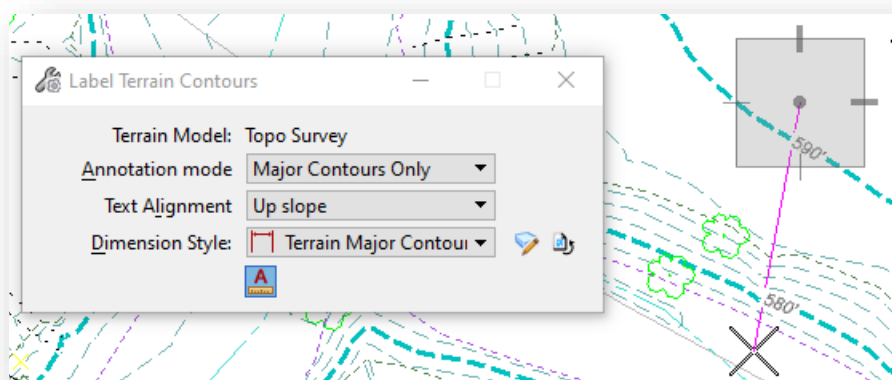 Label Terrain Contours
Terrain Model: Topo Survey
Annotation mode Major Contours Only
Text Alignment Up slope
Dimension Style: Terrain Major Contour
A
590'
580'